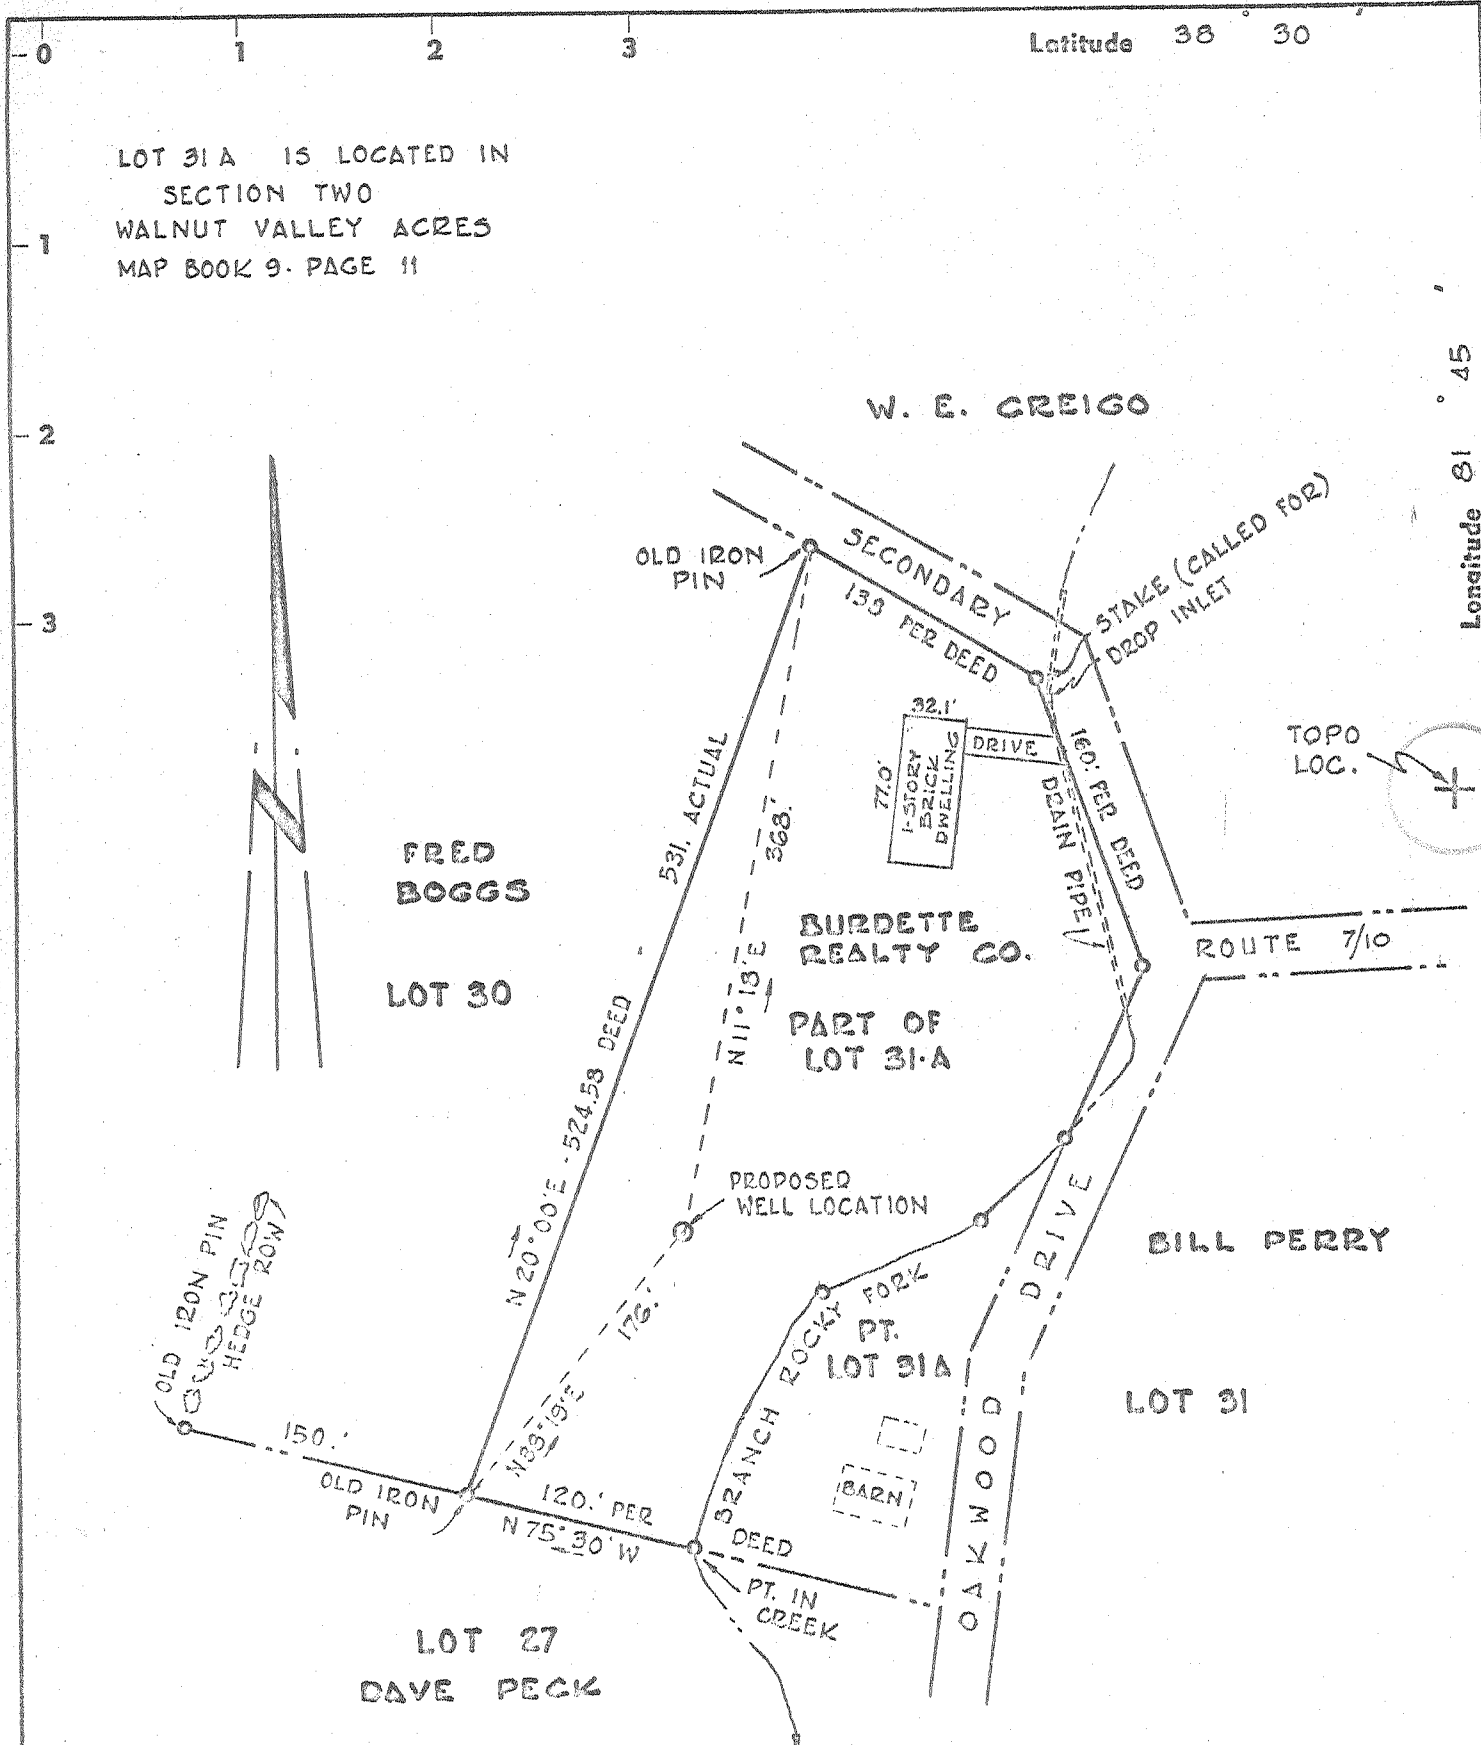 0 1 2 3
Latitude 38° 30'
1
2
3
Longitude 81° 45'
LOT 31A IS LOCATED IN
SECTION TWO
WALNUT VALLEY ACRES
MAP BOOK 9. PAGE 11
W. E. GREIGO
OLD IRON
PIN
SECONDARY
139 PER DEED
STAKE (CALLED FOR)
DROP INLET
32.1'
77.0'
1-STORY
BRICK
DWELLING
DRIVE
160.' PER DEED
DRAIN PIPE
TOPO
LOC.
531. ACTUAL
368.'
N 11° 13' E
FRED
BOGGS
LOT 30
BURDETTE
REALTY CO.
PART OF
LOT 31-A
ROUTE 7/10
N 20° 00' E - 524.58 DEED
PROPOSED
WELL LOCATION
176.'
N 39° 19' E
BILL PERRY
LOT 31
OLD IRON PIN
HEDGE ROW
150.'
OLD IRON
PIN
120.' PER
DEED
N 75° 30' W
BRANCH ROCKY FORK
PT.
LOT 31A
BARN
OAKWOOD DRIVE
PT. IN
CREEK
LOT 27
DAVE PECK